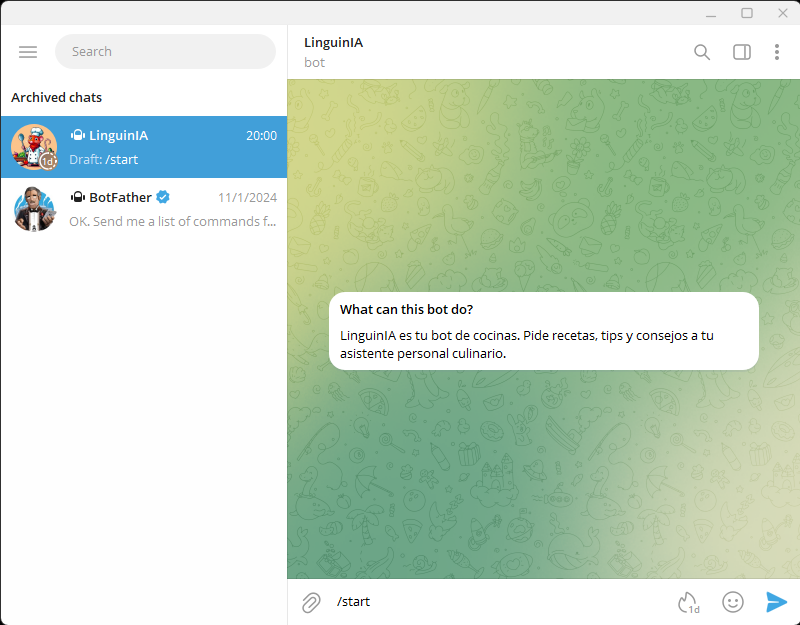 Search
Archived chats
LinguinIA 20:00
Draft: /start
1d
BotFather 11/1/2024
OK. Send me a list of commands f...
LinguinIA
bot
What can this bot do?
LinguinIA es tu bot de cocinas. Pide recetas, tips y consejos a tu
asistente personal culinario.
/start
1d